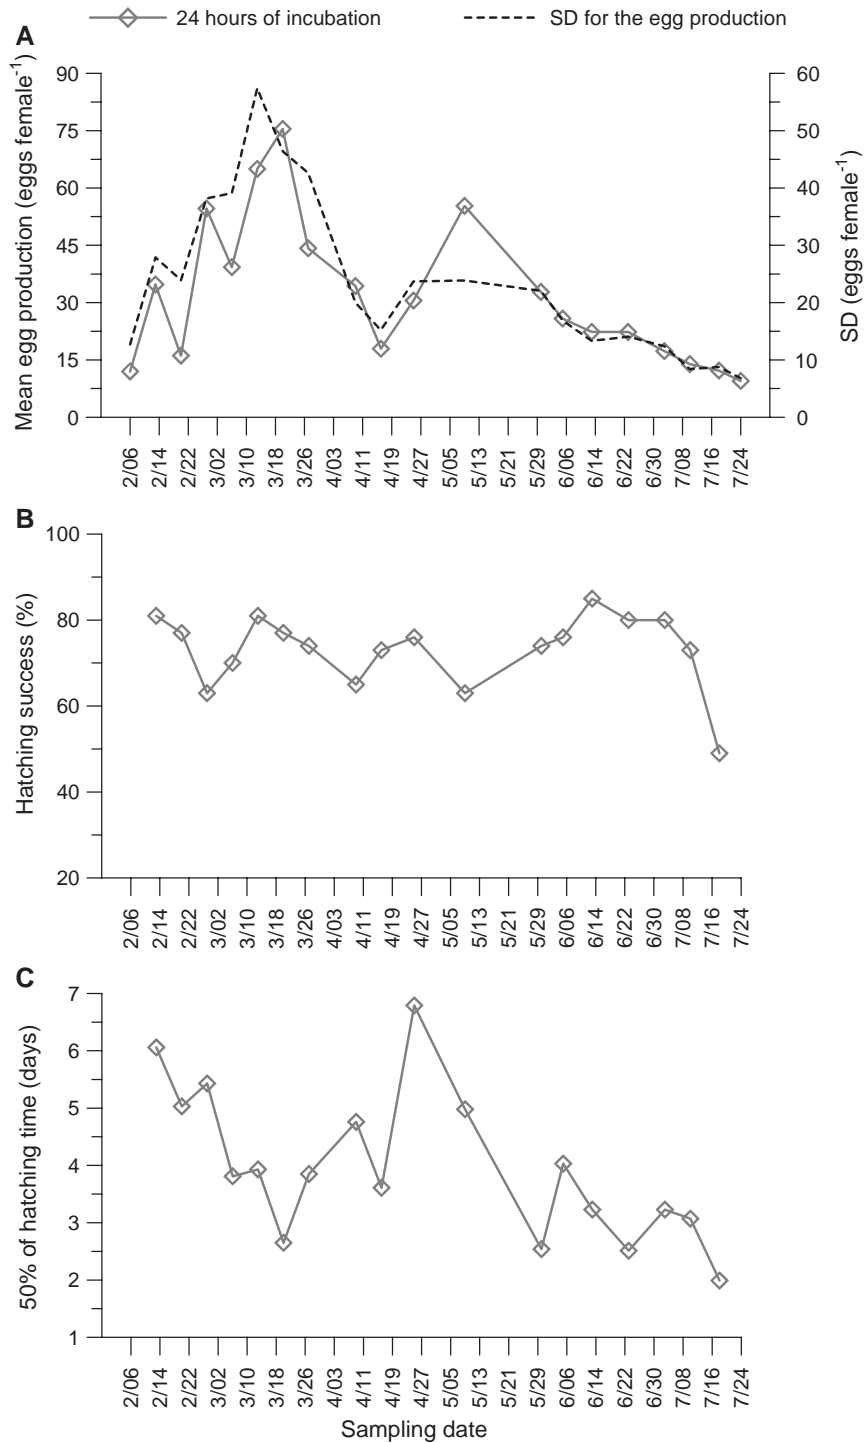 24 hours of incubation SD for the egg production
A
Mean egg production (eggs female-1)
90
75
60
45
30
15
0
60
50
40
30
20
10
0
SD (eggs female-1)
2/06 2/14 2/22 3/02 3/10 3/18 3/26 4/03 4/11 4/19 4/27 5/05 5/13 5/21 5/29 6/06 6/14 6/22 6/30 7/08 7/16 7/24
B
Hatching success (%)
100
80
60
40
20
2/06 2/14 2/22 3/02 3/10 3/18 3/26 4/03 4/11 4/19 4/27 5/05 5/13 5/21 5/29 6/06 6/14 6/22 6/30 7/08 7/16 7/24
C
50% of hatching time (days)
7
6
5
4
3
2
1
2/06 2/14 2/22 3/02 3/10 3/18 3/26 4/03 4/11 4/19 4/27 5/05 5/13 5/21 5/29 6/06 6/14 6/22 6/30 7/08 7/16 7/24
Sampling date